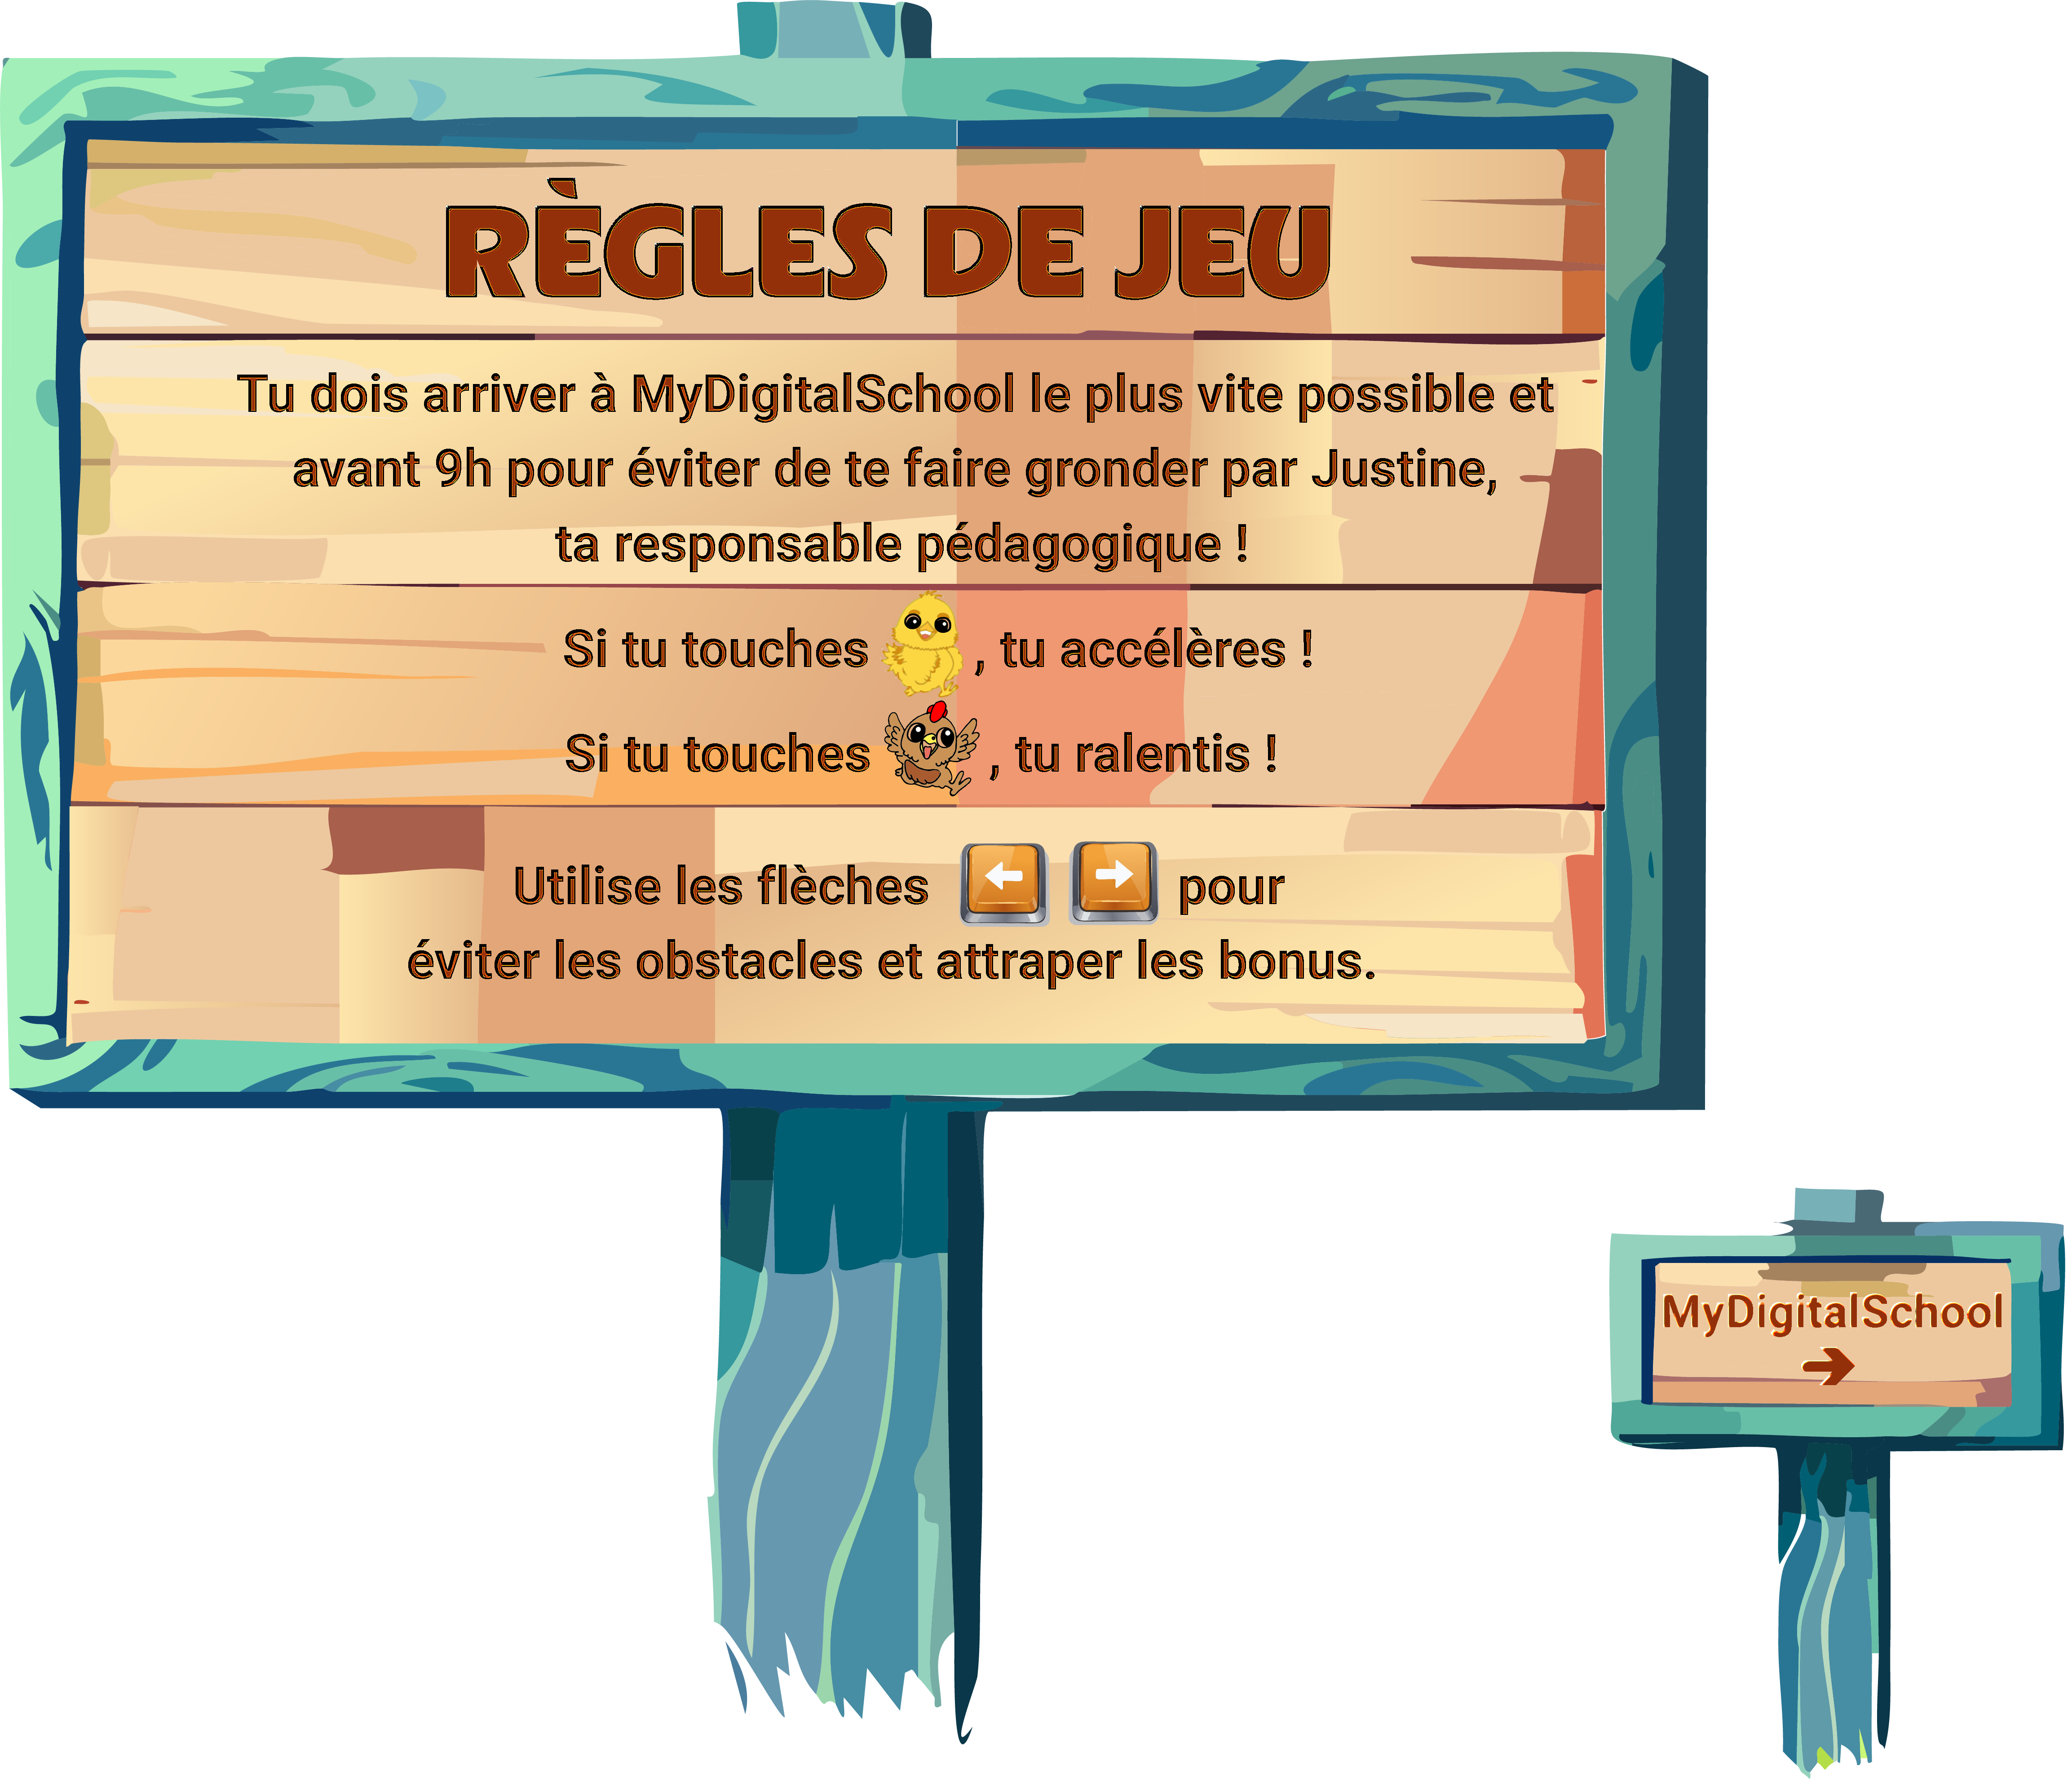 RÈGLES DE JEU
Tu dois arriver à MyDigitalSchool le plus vite possible et
avant 9h pour éviter de te faire gronder par Justine,
ta responsable pédagogique !
Si tu touches , tu accélères !
Si tu touches , tu ralentis !
Utilise les flèches ← → pour
éviter les obstacles et attraper les bonus.
MyDigitalSchool
→